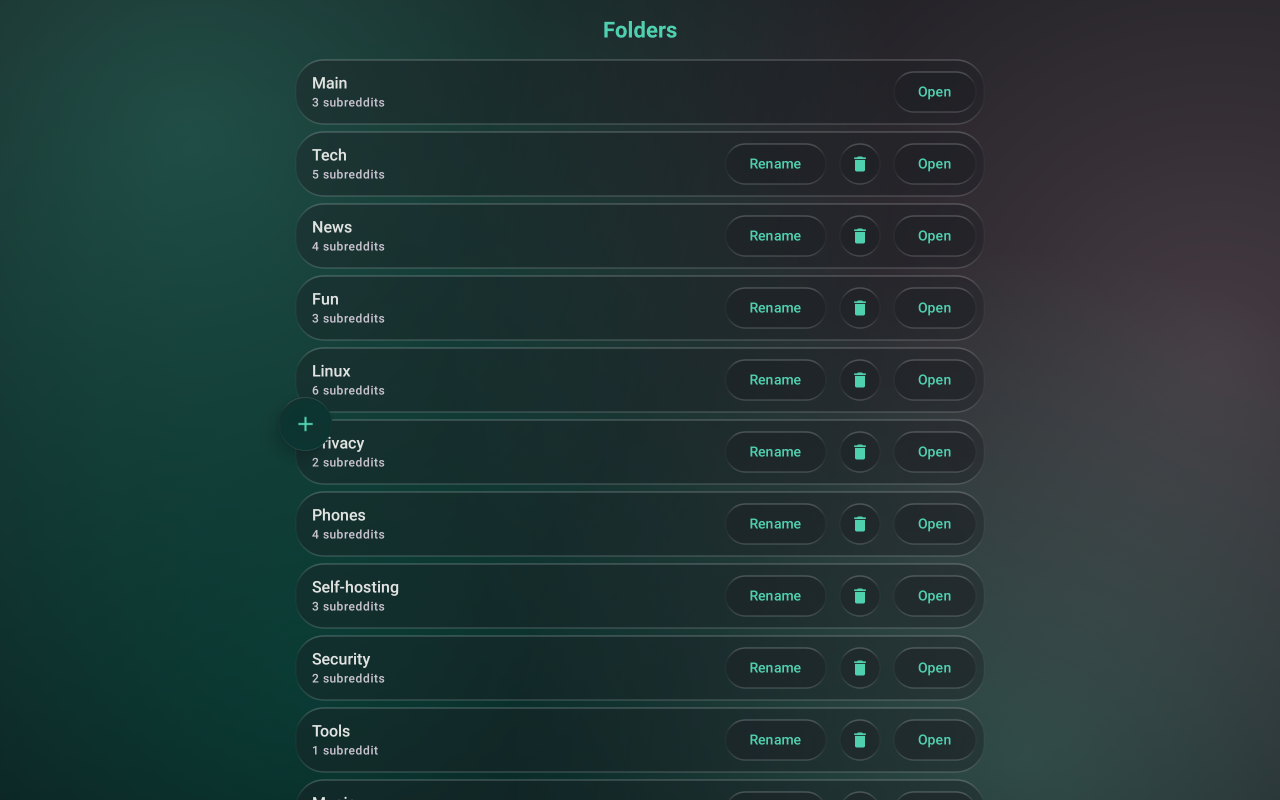 Folders
Main
3 subreddits
Open
Tech
5 subreddits
Rename
Open
News
4 subreddits
Rename
Open
Fun
3 subreddits
Rename
Open
Linux
6 subreddits
Rename
Open
rivacy
2 subreddits
Rename
Open
Phones
4 subreddits
Rename
Open
Self-hosting
3 subreddits
Rename
Open
Security
2 subreddits
Rename
Open
Tools
1 subreddit
Rename
Open